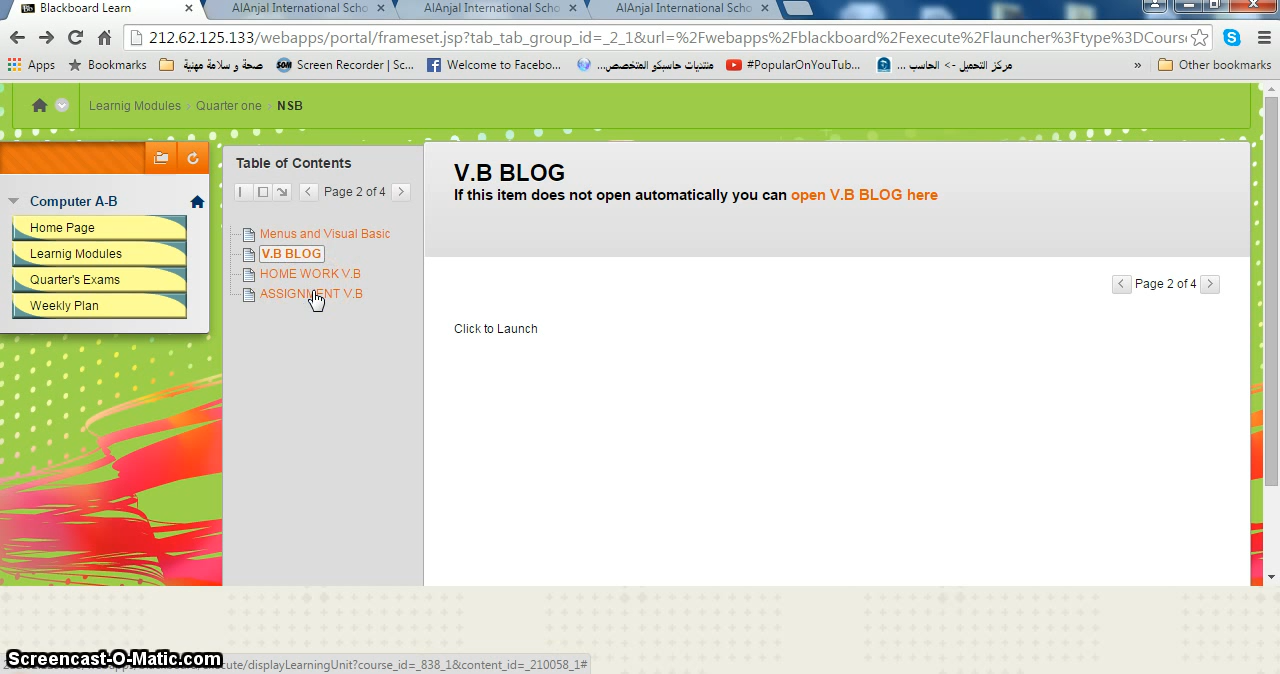 Blackboard Learn
AlAnjal International Scho
AlAnjal International Scho
AlAnjal International Scho
212.62.125.133/webapps/portal/frameset.jsp?tab_tab_group_id=_2_1&url=%2Fwebapps%2Fblackboard%2Fexecute%2Flauncher%3Ftype%3DCours
Apps
Bookmarks
صحة و سلامة مهنية
Screen Recorder | Sc...
Welcome to Facebo...
منتديات حاسبكو المتخصص...
#PopularOnYouTub...
مركز التحميل -> الحاسب ...
»
Other bookmarks
Learnig Modules > Quarter one > NSB
Computer A-B
Home Page
Learnig Modules
Quarter's Exams
Weekly Plan
Table of Contents
Page 2 of 4
Menus and Visual Basic
V.B BLOG
HOME WORK V.B
ASSIGNMENT V.B
V.B BLOG
If this item does not open automatically you can open V.B BLOG here
Page 2 of 4
Click to Launch
Screencast-O-Matic.com
cute/displayLearningUnit?course_id=_838_1&content_id=_210058_1#